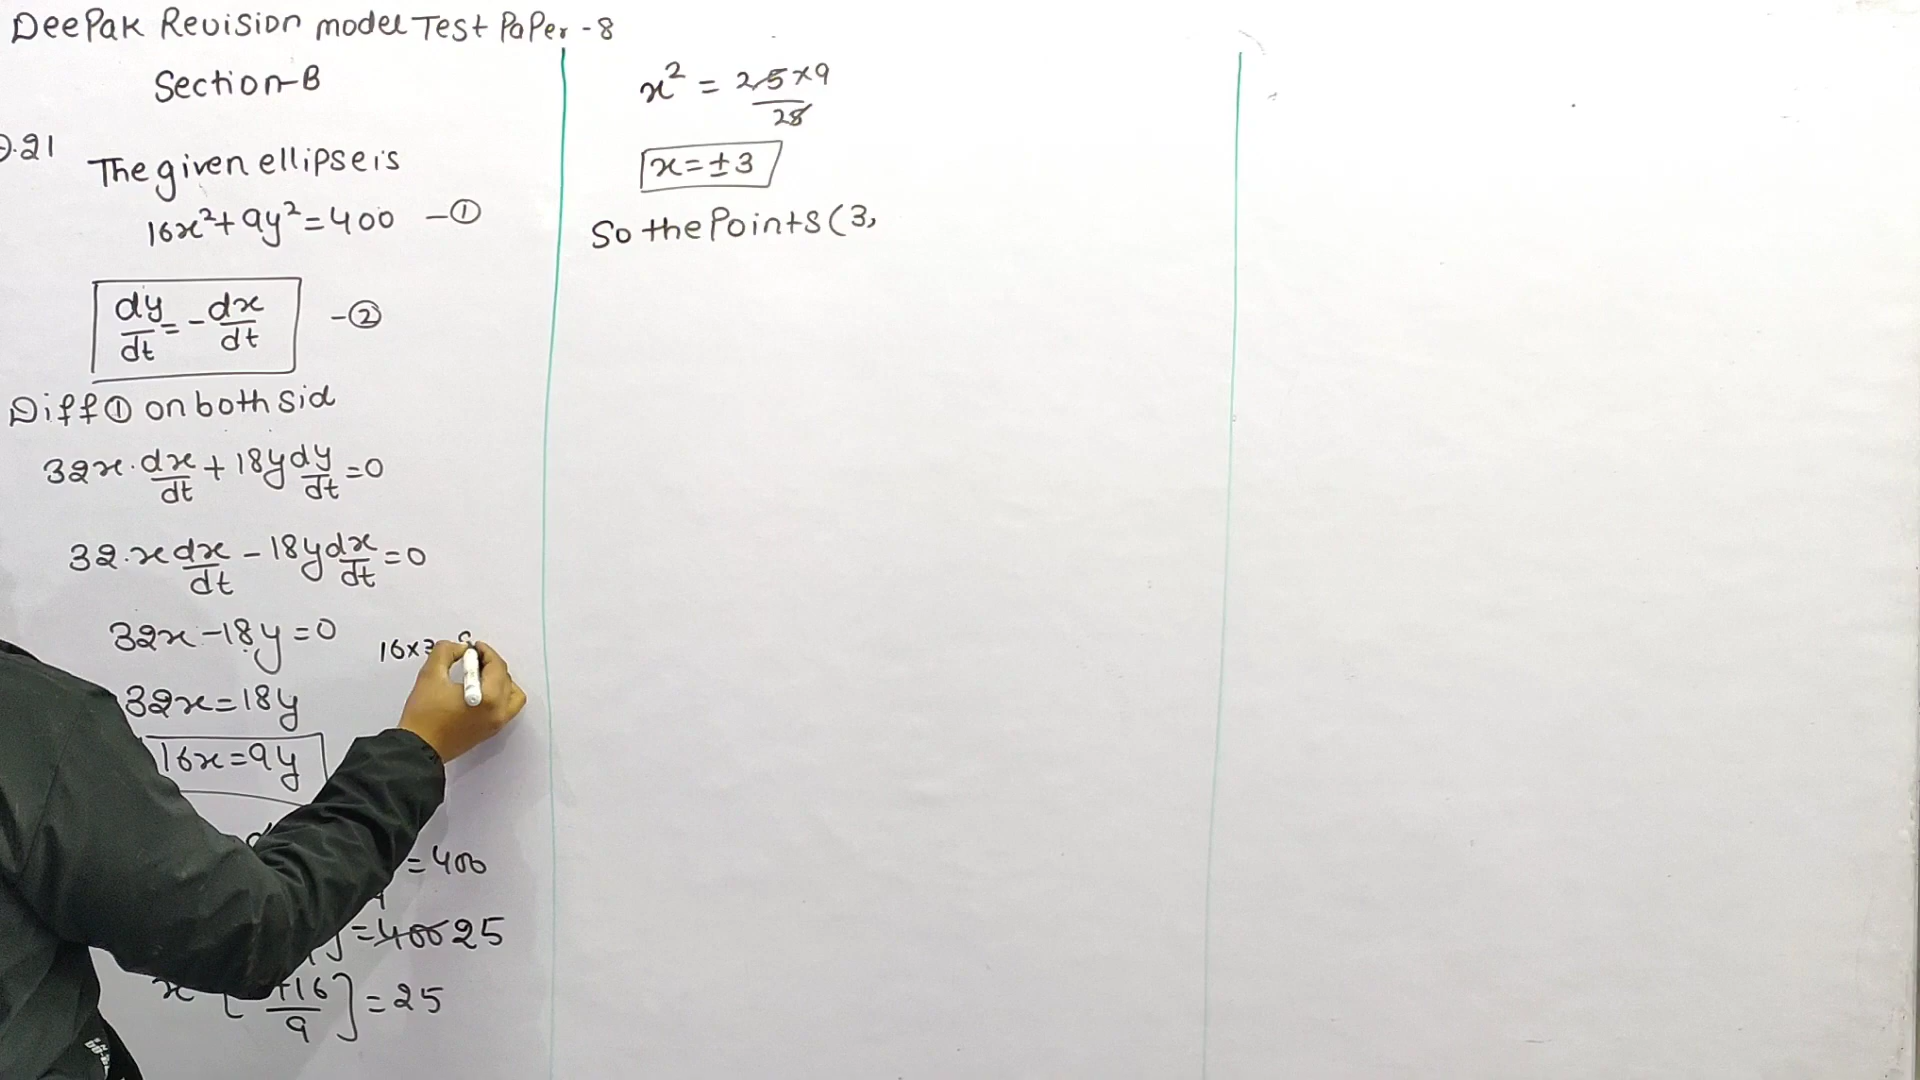 DeePak Revision model Test PaPer - 8
Section-B
Q.21
The given ellipse is
16x²+9y²=400 -①
dy/dt = -dx/dt -②
Diff ① on both sid
32x·dx/dt + 18y dy/dt = 0
32·x dx/dt - 18y dx/dt = 0
32x-18y=0
16x3
32x=18y
16x=9y
=400
=400 25
+16/9]=25
x² = 25×9/25
x=±3
So the Points (3,